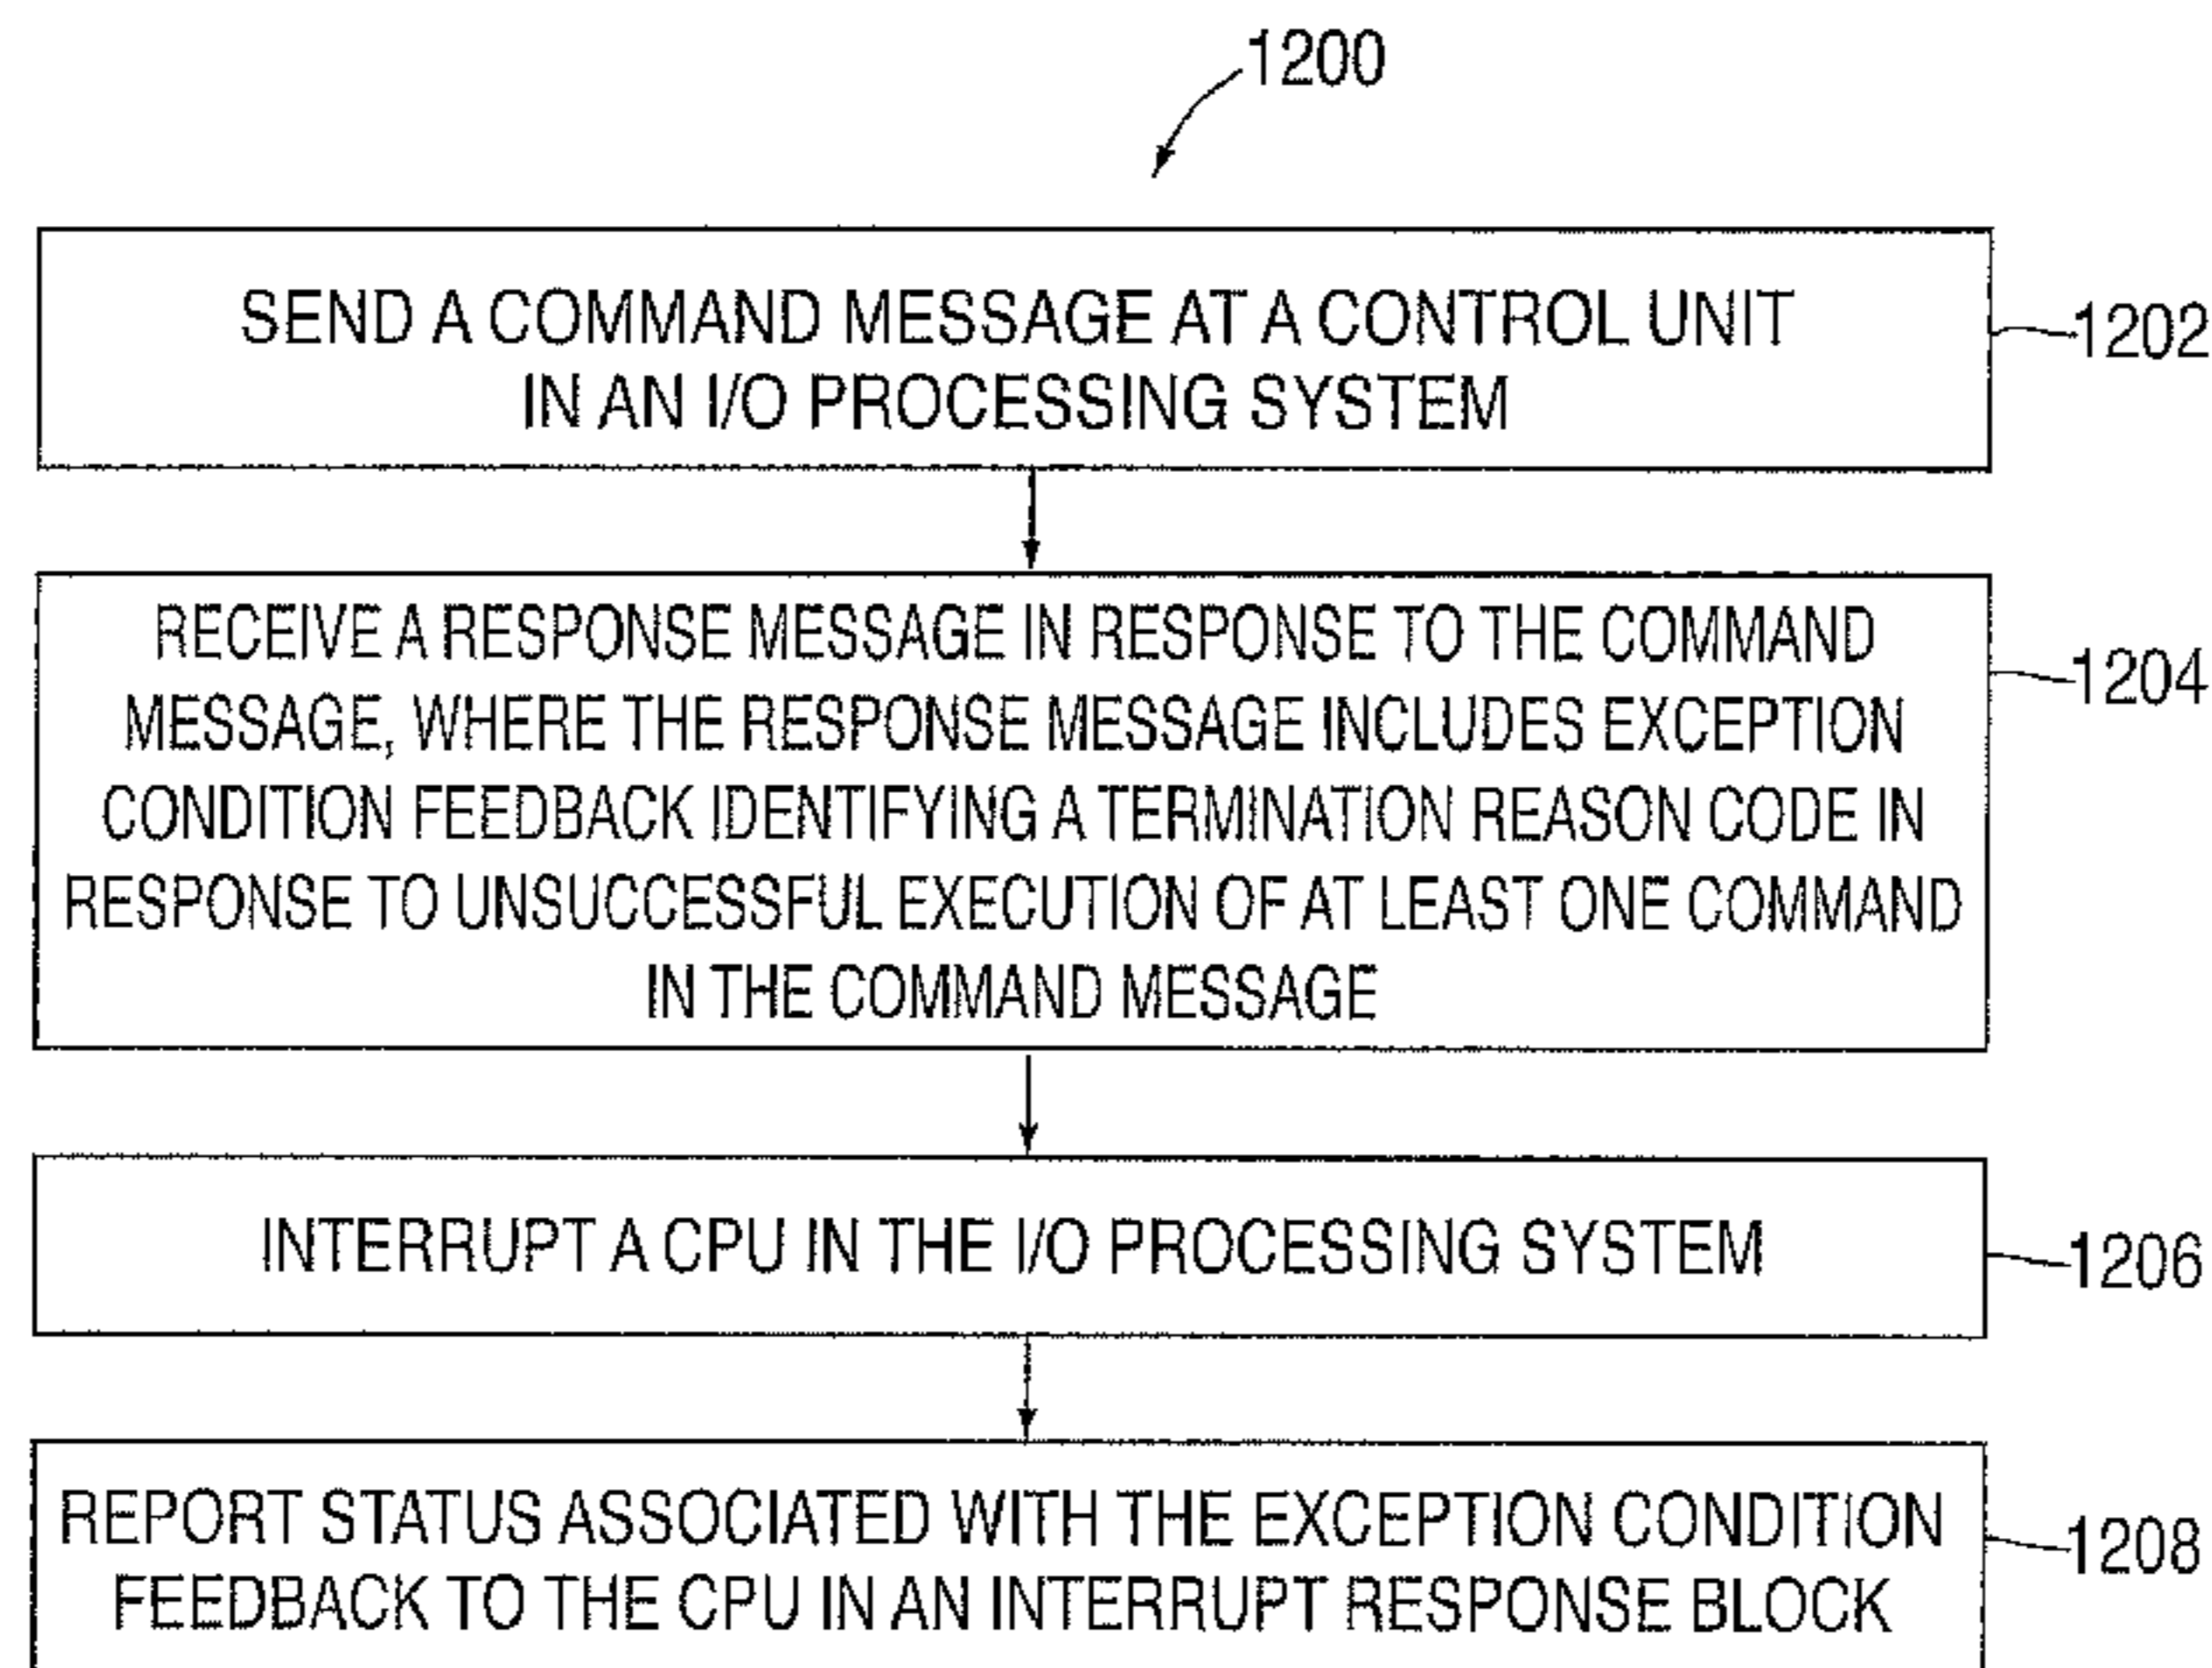 1200
SEND A COMMAND MESSAGE AT A CONTROL UNIT
IN AN I/O PROCESSING SYSTEM
1202
RECEIVE A RESPONSE MESSAGE IN RESPONSE TO THE COMMAND
MESSAGE, WHERE THE RESPONSE MESSAGE INCLUDES EXCEPTION
CONDITION FEEDBACK IDENTIFYING A TERMINATION REASON CODE IN
RESPONSE TO UNSUCCESSFUL EXECUTION OF AT LEAST ONE COMMAND
IN THE COMMAND MESSAGE
1204
INTERRUPT A CPU IN THE I/O PROCESSING SYSTEM
1206
REPORT STATUS ASSOCIATED WITH THE EXCEPTION CONDITION
FEEDBACK TO THE CPU IN AN INTERRUPT RESPONSE BLOCK
1208